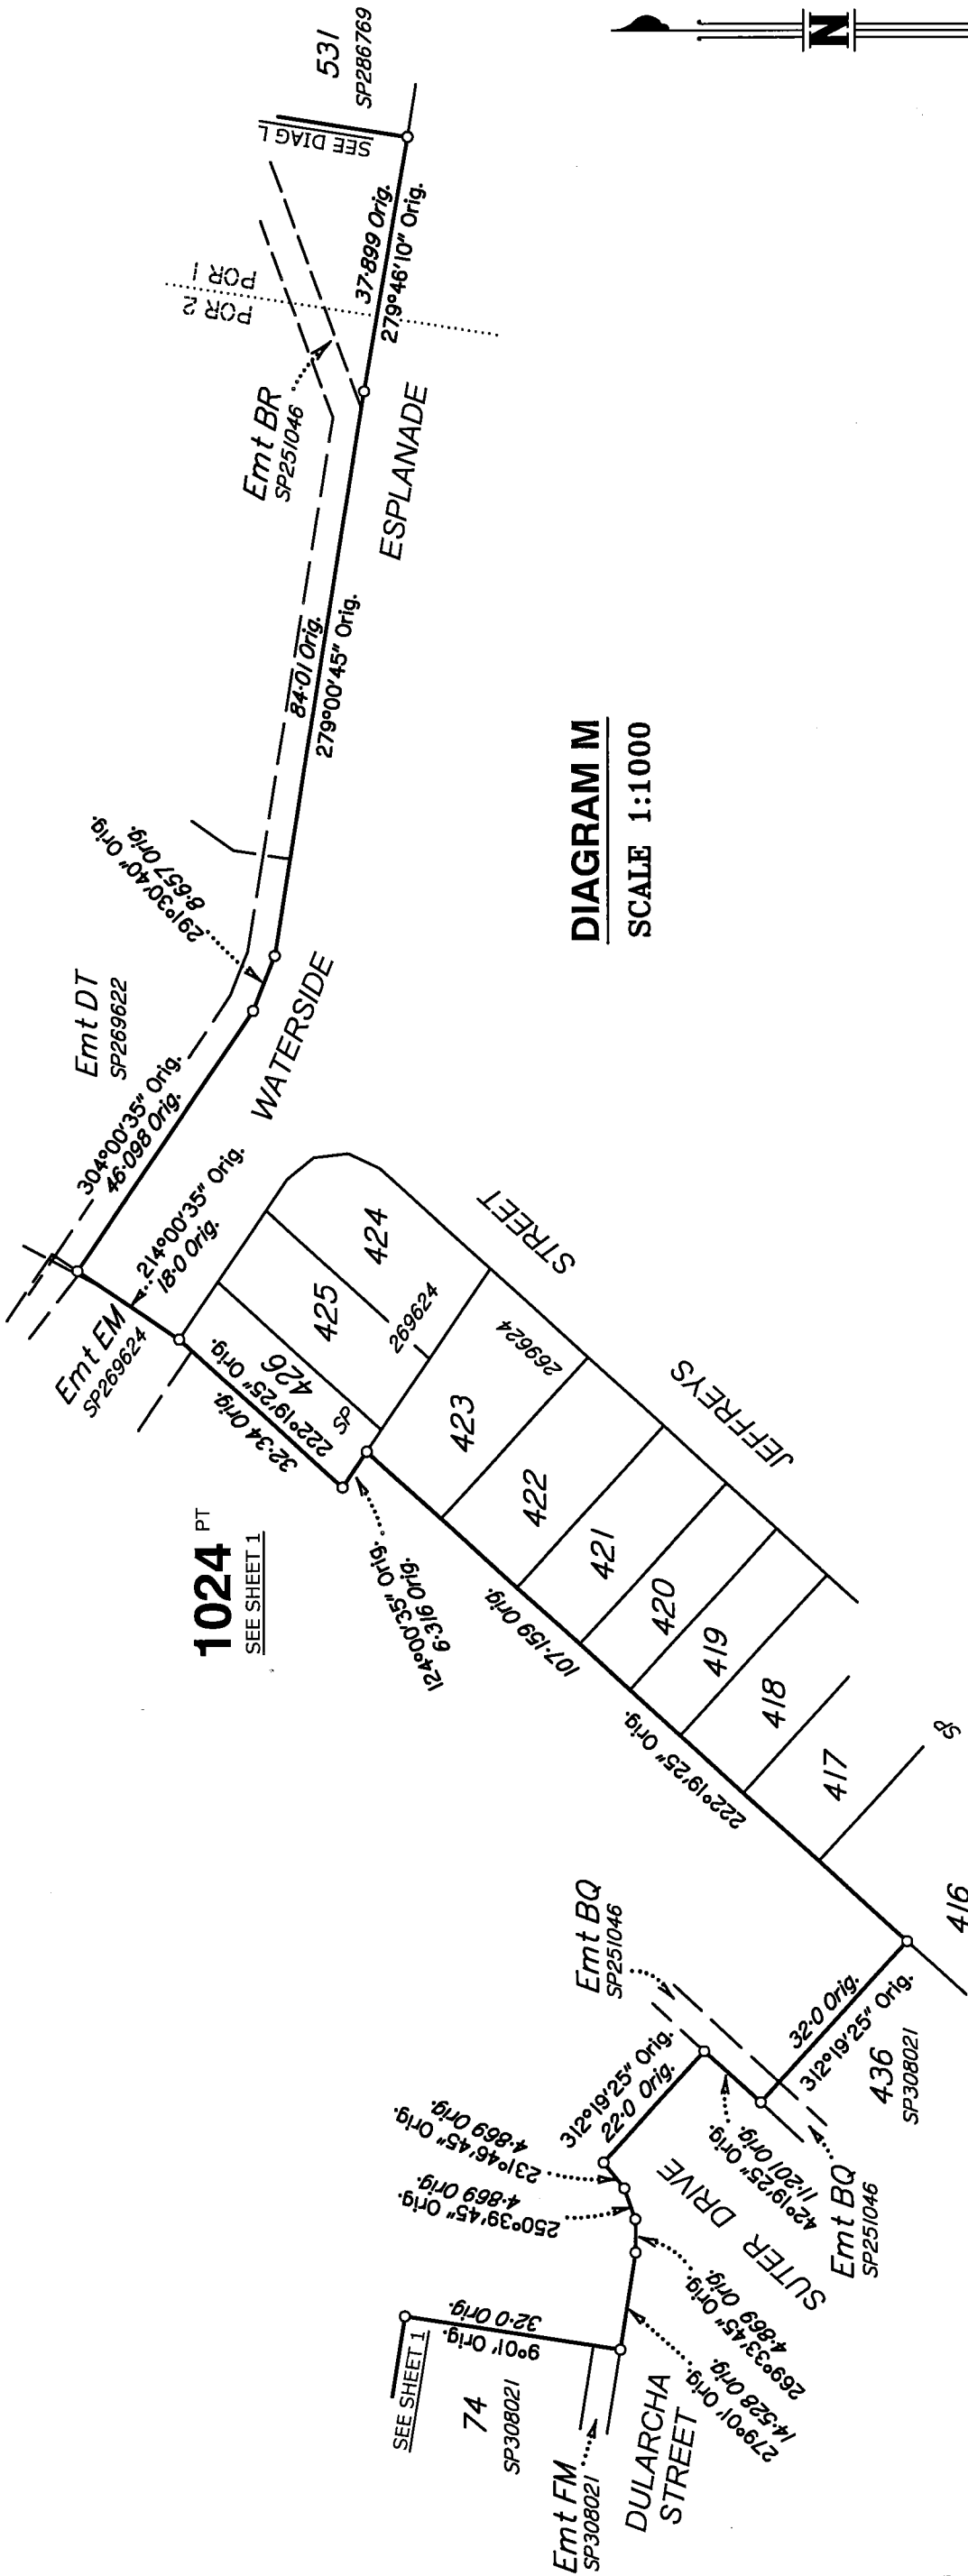 531
SP286769
SEE DIAG L
N
POR 1
POR 2
37·899 Orig.
279°46'10" Orig.
Emt BR
SP251046
ESPLANADE
84·01 Orig.
279°00'45" Orig.
291°30'40" Orig.
8·657 Orig.
DIAGRAM M
SCALE 1:1000
Emt DT
SP269622
WATERSIDE
304°00'35" Orig.
46·098 Orig.
214°00'35" Orig.
18·0 Orig.
Emt EM
SP269624
32·34 Orig.
222°19'25" Orig.
426
425
424
SP
269624
STREET
1024 PT
SEE SHEET 1
124°00'35" Orig.
6·316 Orig.
423
269624
422
421
420
419
418
417
JEFFREYS
107·159 Orig.
222°19'25" Orig.
SP
416
Emt BQ
SP251046
32·0 Orig.
312°19'25" Orig.
436
SP308021
312°19'25" Orig.
22·0 Orig.
42°19'25" Orig.
11·201 Orig.
Emt BQ
SP251046
231°46'45" Orig.
4·869 Orig.
250°39'45" Orig.
4·869 Orig.
SUTER DRIVE
269°33'45" Orig.
4·869 Orig.
279°01' Orig.
14·528 Orig.
32·0 Orig.
9°01' Orig.
SEE SHEET 1
74
SP308021
DULARCHA
STREET
Emt FM
SP308021